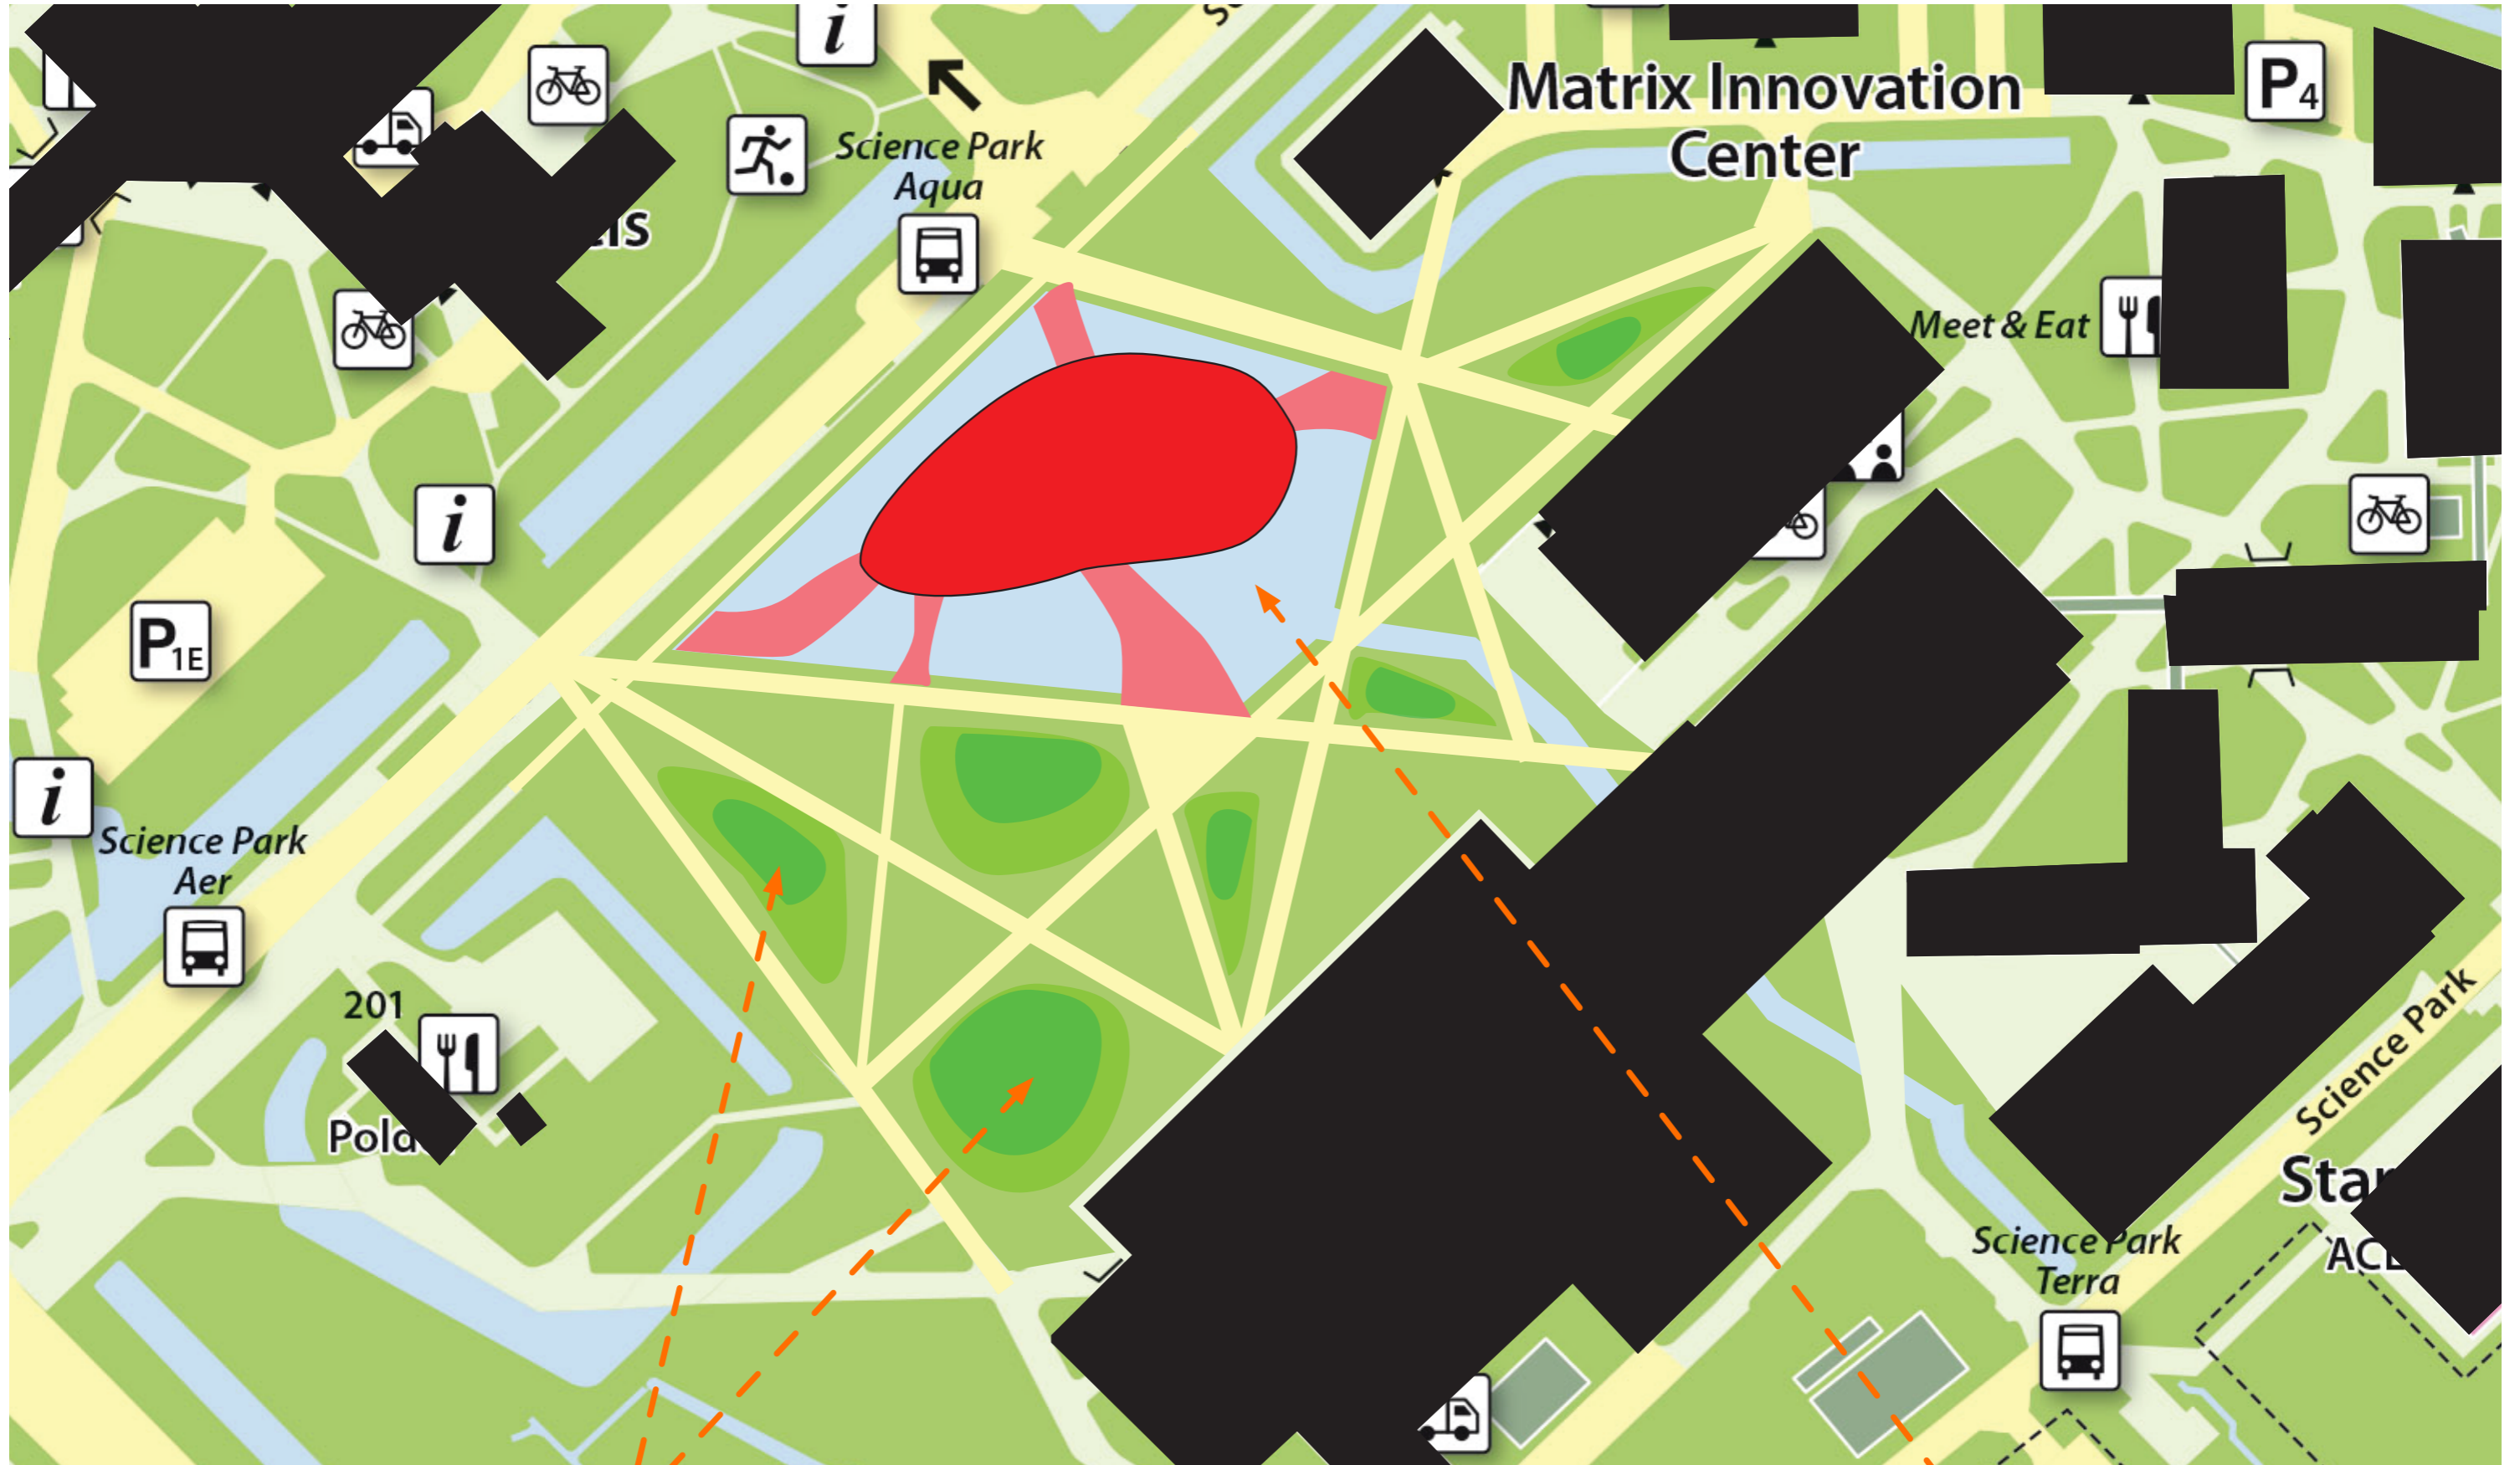 Matrix Innovation
Center
P4
Science Park
Aqua
Meet & Eat
P1E
Science Park
Aer
201
Science Park
Science Park
Terra